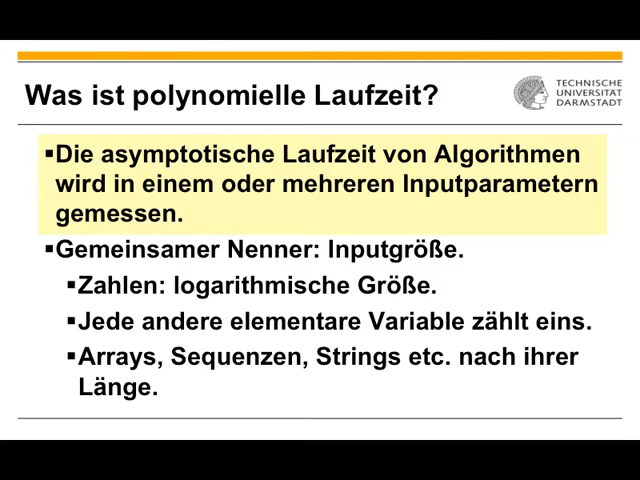 Was ist polynomielle Laufzeit?
TECHNISCHE
UNIVERSITÄT
DARMSTADT
▪Die asymptotische Laufzeit von Algorithmen
wird in einem oder mehreren Inputparametern
gemessen.
▪Gemeinsamer Nenner: Inputgröße.
▪Zahlen: logarithmische Größe.
▪Jede andere elementare Variable zählt eins.
▪Arrays, Sequenzen, Strings etc. nach ihrer
Länge.